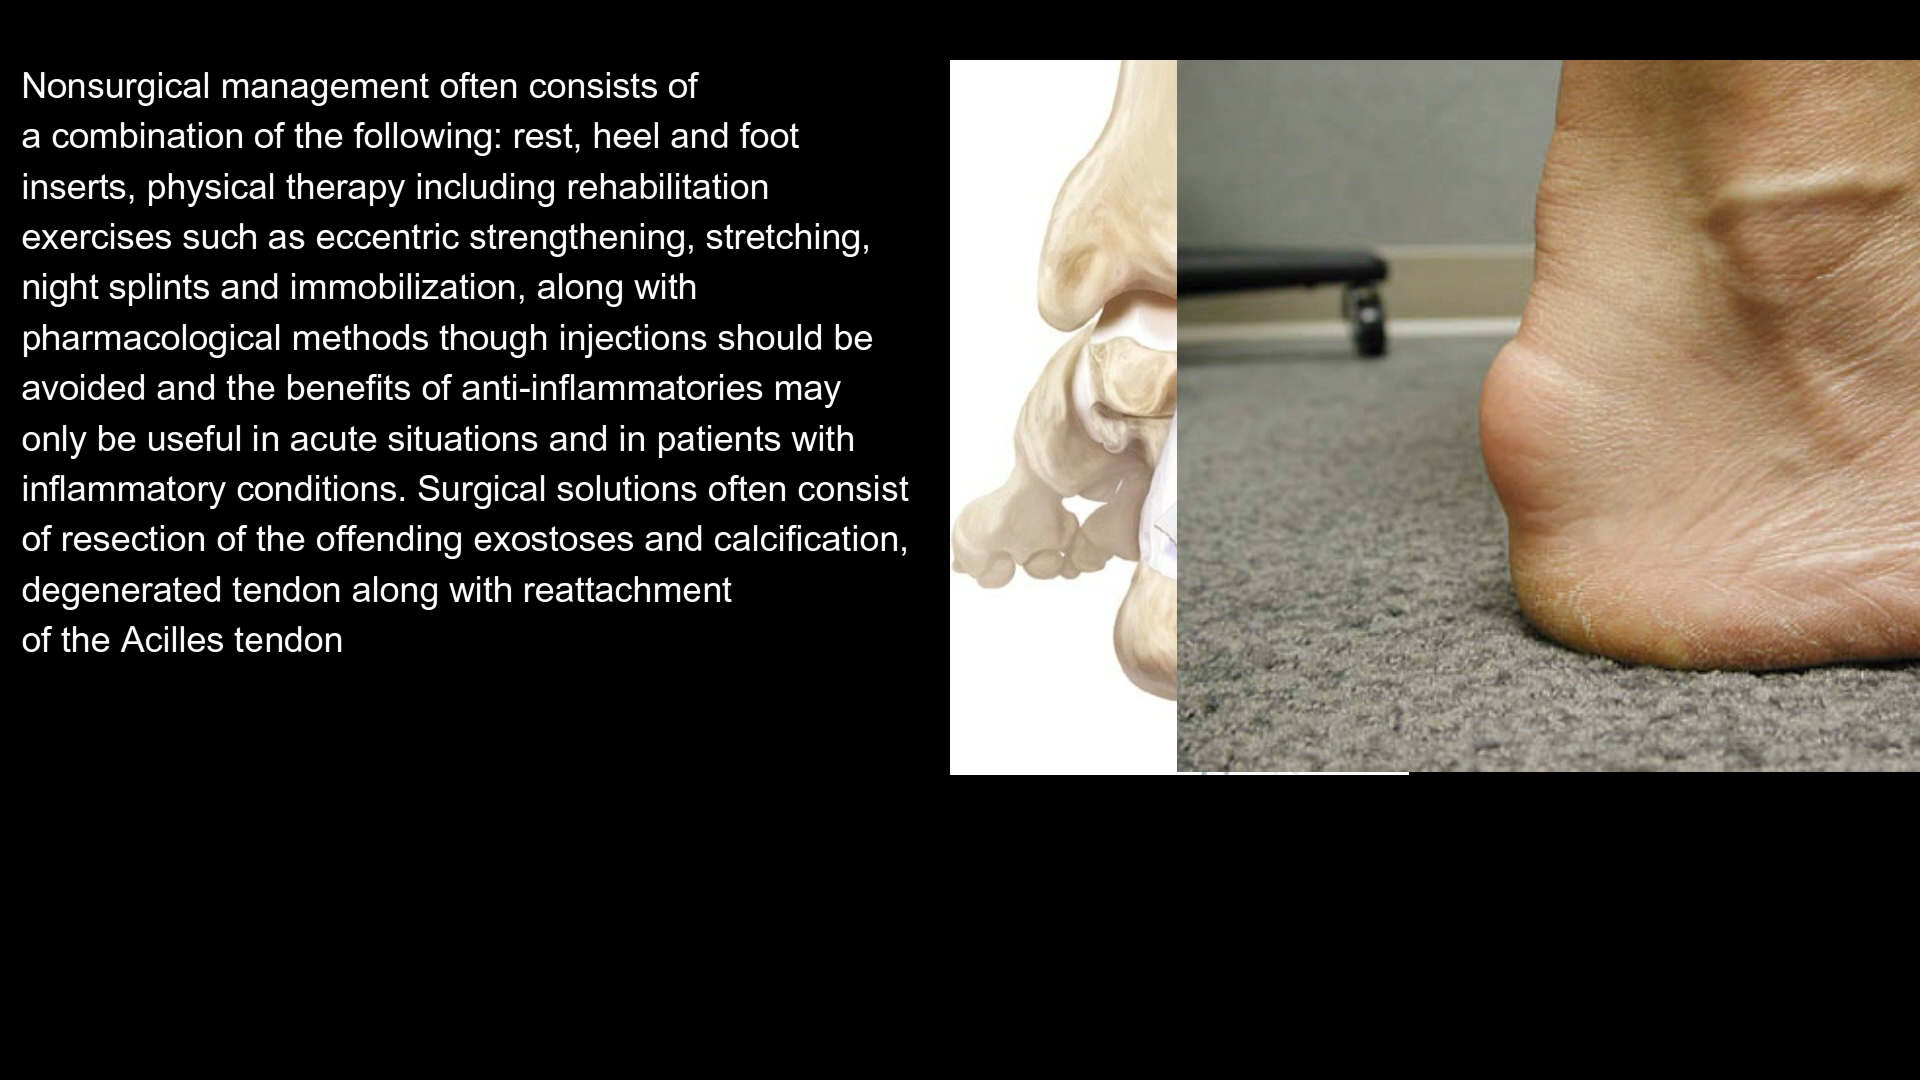 Nonsurgical management often consists of
a combination of the following: rest, heel and foot
inserts, physical therapy including rehabilitation
exercises such as eccentric strengthening, stretching,
night splints and immobilization, along with
pharmacological methods though injections should be
avoided and the benefits of anti-inflammatories may
only be useful in acute situations and in patients with
inflammatory conditions. Surgical solutions often consist
of resection of the offending exostoses and calcification,
degenerated tendon along with reattachment
of the Acilles tendon